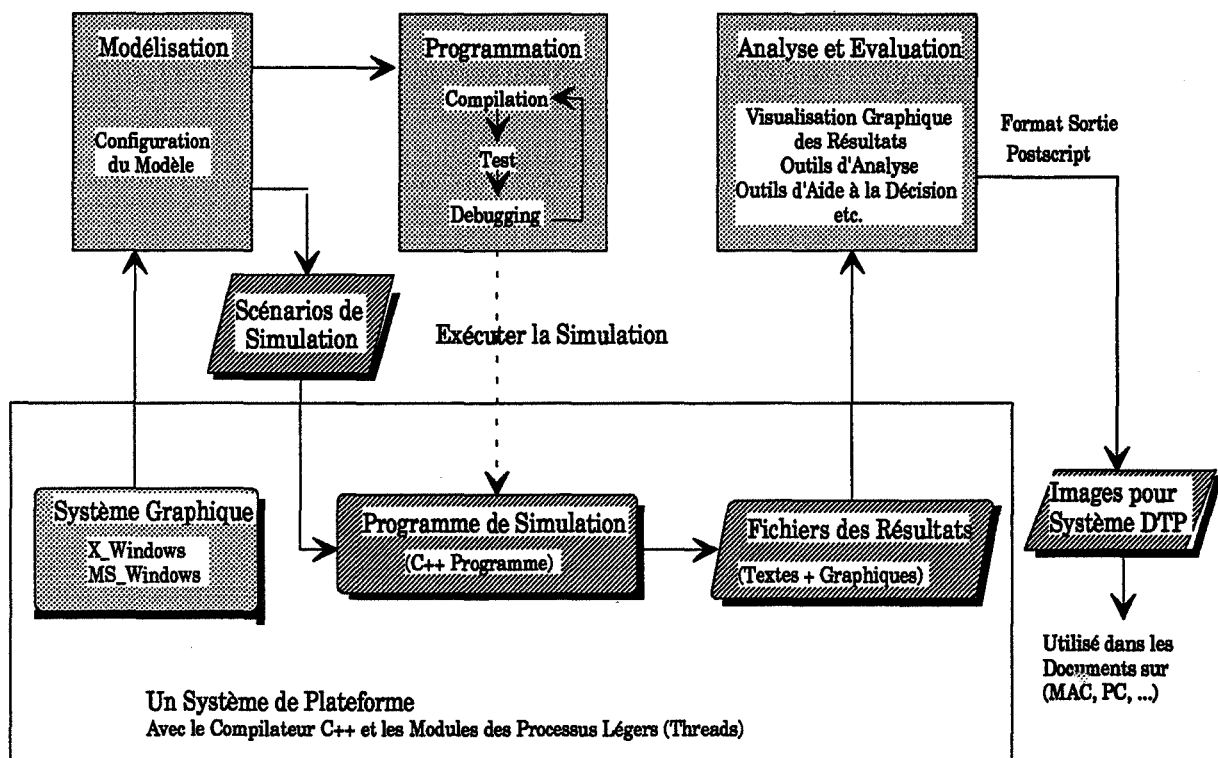 Modélisation
Configuration
du Modèle
Programmation
Compilation
Test
Debugging
Analyse et Evaluation
Visualisation Graphique
des Résultats
Outils d'Analyse
Outils d'Aide à la Décision
etc.
Format Sortie
Postscript
Scénarios de
Simulation
Exécuter la Simulation
Système Graphique
X_Windows
MS_Windows
Programme de Simulation
(C++ Programme)
Fichiers des Résultats
(Textes + Graphiques)
Images pour
Système DTP
Utilisé dans les
Documents sur
(MAC, PC, ...)
Un Système de Plateforme
Avec le Compilateur C++ et les Modules des Processus Légers (Threads)